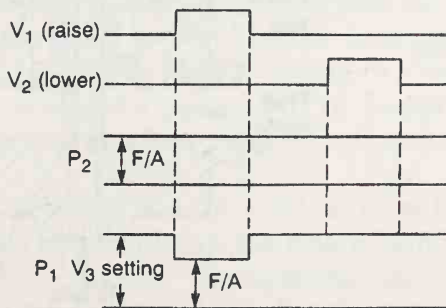 V₁ (raise)
V₂ (lower)
P₂ F/A
P₁ V₃ setting
F/A